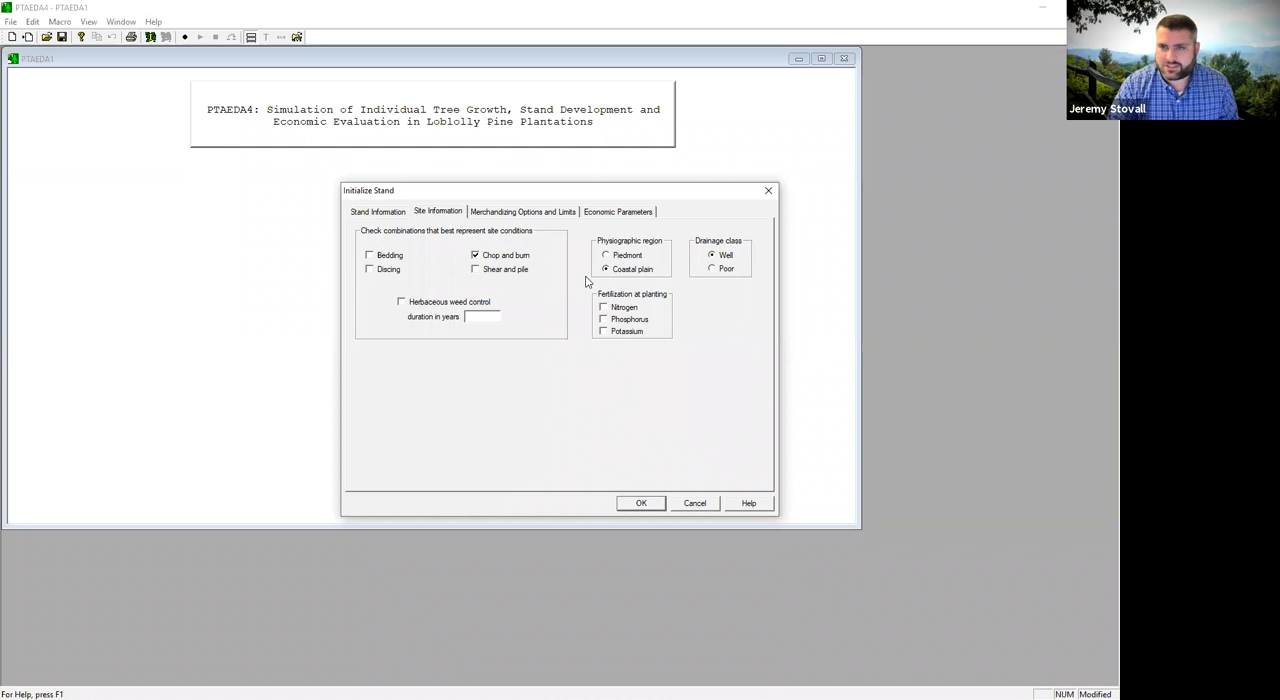 PTAEDA4 - PTAEDA1
File Edit Macro View Window Help
PTAEDA1
PTAEDA4: Simulation of Individual Tree Growth, Stand Development and
Economic Evaluation in Loblolly Pine Plantations
Jeremy Stovall
Initialize Stand
Stand Information Site Information Merchandizing Options and Limits Economic Parameters
Check combinations that best represent site conditions
Bedding Chop and burn
Discing Shear and pile
Herbaceous weed control
duration in years
Physiographic region
Piedmont
Coastal plain
Drainage class
Well
Poor
Fertilization at planting
Nitrogen
Phosphorus
Potassium
OK Cancel Help
For Help, press F1
NUM Modified